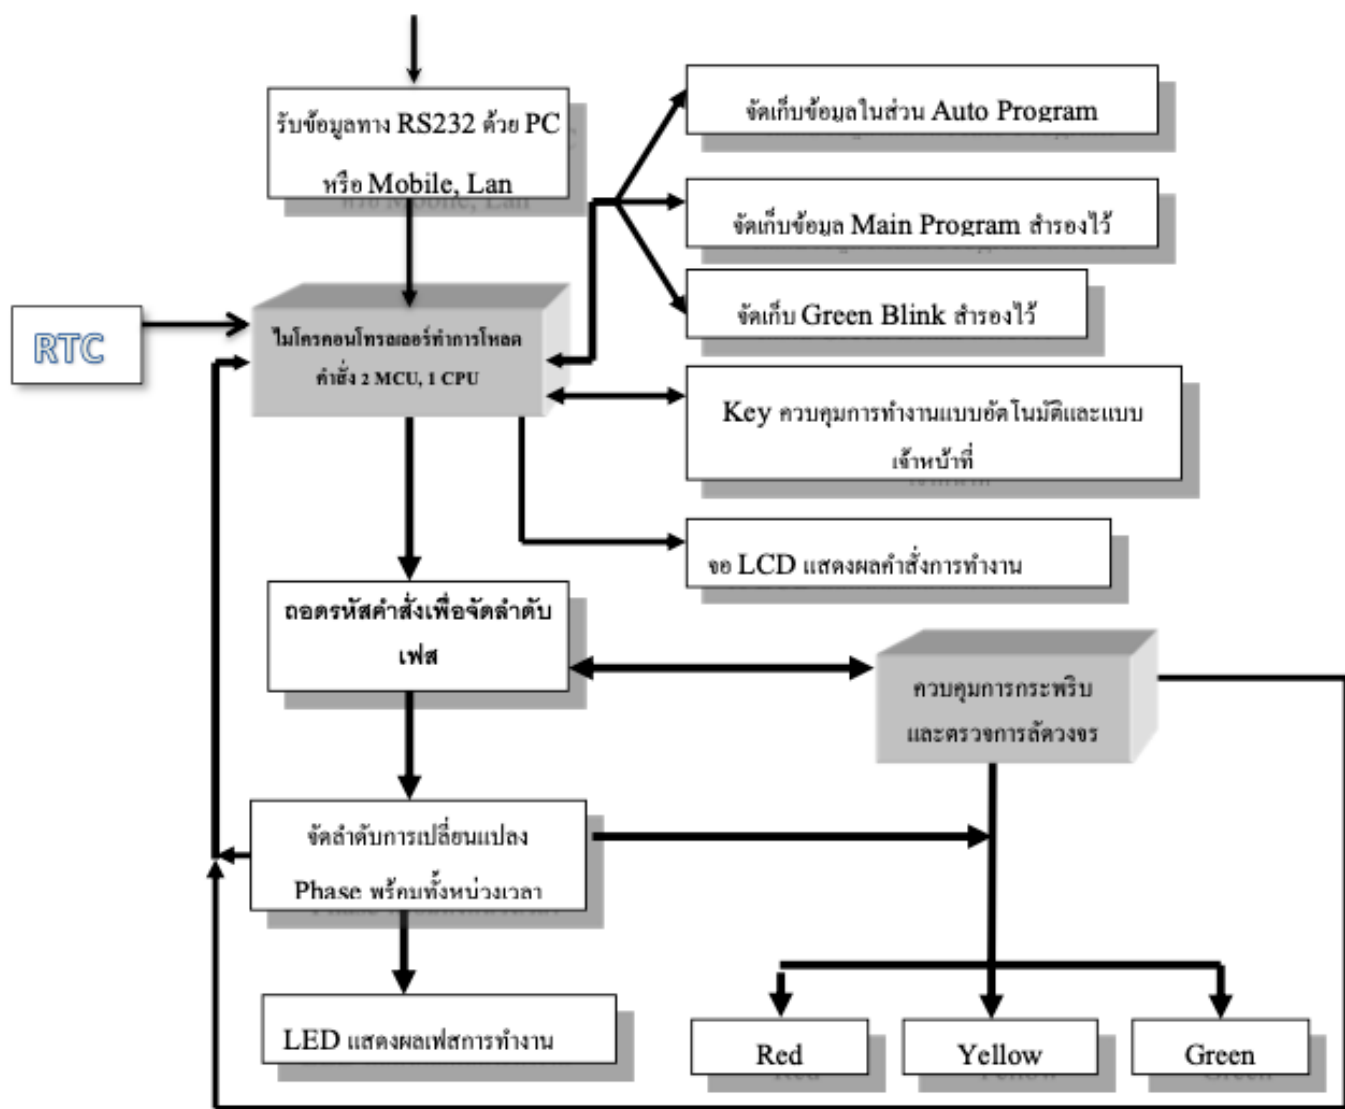 รับข้อมูลทาง RS232 ด้วย PC
หรือ Mobile, Lan
จัดเก็บข้อมูลในส่วน Auto Program
จัดเก็บข้อมูล Main Program สำรองไว้
จัดเก็บ Green Blink สำรองไว้
RTC
ไมโครคอนโทรลเลอร์ทำการโหลด
คำสั่ง 2 MCU, 1 CPU
Key ควบคุมการทำงานแบบอัตโนมัติและแบบ
เจ้าหน้าที่
จอ LCD แสดงผลคำสั่งการทำงาน
ถอดรหัสคำสั่งเพื่อจัดลำดับ
เฟส
ควบคุมการกระพริบ
และตรวจการลัดวงจร
จัดลำดับการเปลี่ยนแปลง
Phase พร้อมทั้งหน่วงเวลา
LED แสดงผลเฟสการทำงาน
Red
Yellow
Green